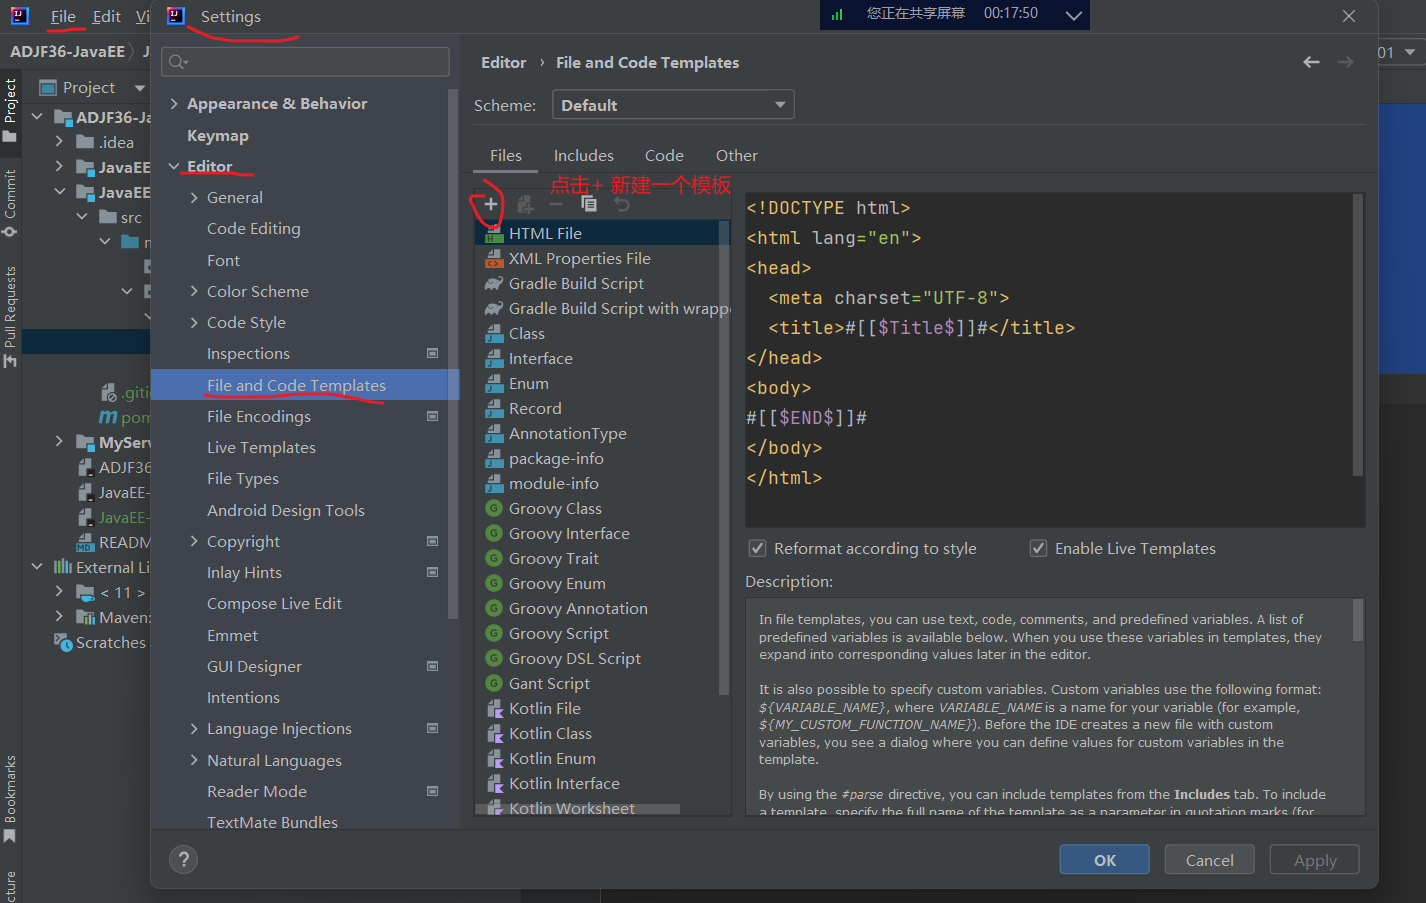 File Edit Vi
Settings
您正在共享屏幕 00:17:50
ADJF36-JavaEE
01
Project
ADJF36-Ja
.idea
JavaEE
JavaEE
src
.giti
pom
MyServ
ADJF36
JavaEE-
JavaEE-
READM
External Li
< 11 >
Maven:
Scratches
Project
Commit
Pull Requests
Bookmarks
cture
Appearance & Behavior
Keymap
Editor
General
Code Editing
Font
Color Scheme
Code Style
Inspections
File and Code Templates
File Encodings
Live Templates
File Types
Android Design Tools
Copyright
Inlay Hints
Compose Live Edit
Emmet
GUI Designer
Intentions
Language Injections
Natural Languages
Reader Mode
TextMate Bundles
Editor › File and Code Templates
Scheme: Default
Files Includes Code Other
点击+ 新建一个模板
HTML File
XML Properties File
Gradle Build Script
Gradle Build Script with wrappe
Class
Interface
Enum
Record
AnnotationType
package-info
module-info
Groovy Class
Groovy Interface
Groovy Trait
Groovy Enum
Groovy Annotation
Groovy Script
Groovy DSL Script
Gant Script
Kotlin File
Kotlin Class
Kotlin Enum
Kotlin Interface
Kotlin Worksheet
<!DOCTYPE html>
<html lang="en">
<head>
  <meta charset="UTF-8">
  <title>#[[$Title$]]#</title>
</head>
<body>
#[[$END$]]#
</body>
</html>
Reformat according to style Enable Live Templates
Description:
In file templates, you can use text, code, comments, and predefined variables. A list of
predefined variables is available below. When you use these variables in templates, they
expand into corresponding values later in the editor.
It is also possible to specify custom variables. Custom variables use the following format:
${VARIABLE_NAME}, where VARIABLE_NAME is a name for your variable (for example,
${MY_CUSTOM_FUNCTION_NAME}). Before the IDE creates a new file with custom
variables, you see a dialog where you can define values for custom variables in the
template.
By using the #parse directive, you can include templates from the Includes tab. To include
a template, specify the full name of the template as a parameter in quotation marks (for
?
OK Cancel Apply